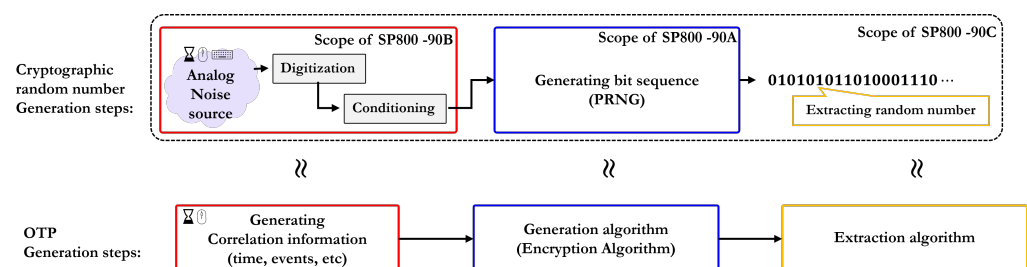 Scope of SP800 -90B
Scope of SP800 -90A
Scope of SP800 -90C
Cryptographic
random number
Generation steps:
Analog
Noise
source
Digitization
Conditioning
Generating bit sequence
(PRNG)
0101010110100011110 ···
Extracting random number
OTP
Generation steps:
Generating
Correlation information
(time, events, etc)
Generation algorithm
(Encryption Algorithm)
Extraction algorithm